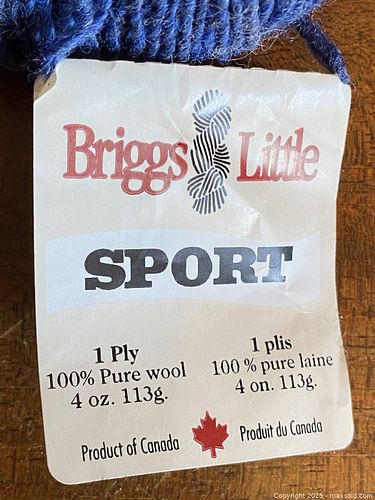 Briggs Little
SPORT
1 Ply
100% Pure wool
4 oz. 113g.
1 plis
100 % pure laine
4 on. 113g.
Product of Canada
Produit du Canada
Copyright 2025 - maxsold.com